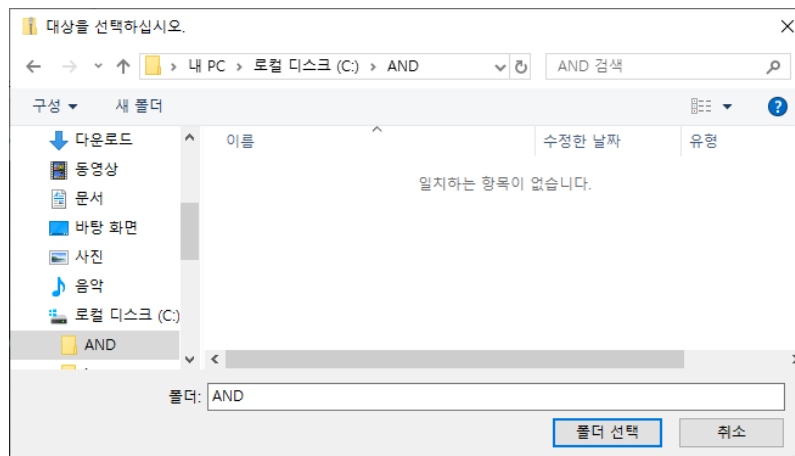 대상을 선택하십시오.
내 PC > 로컬 디스크 (C:) > AND
AND 검색
구성
새 폴더
다운로드
동영상
문서
바탕 화면
사진
음악
로컬 디스크 (C:)
AND
이름
수정한 날짜
유형
일치하는 항목이 없습니다.
폴더: AND
폴더 선택
취소